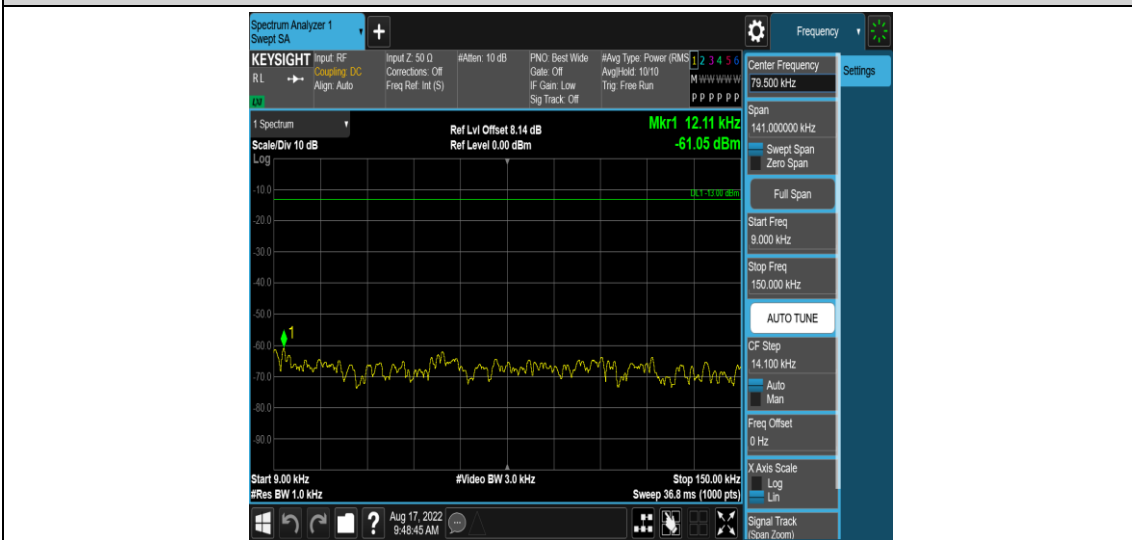 Spectrum Analyzer 1
Swept SA
+
Frequency
KEYSIGHT
RL
LNI
Input: RF
Coupling: DC
Align: Auto
Input Z: 50 Ω
Corrections: Off
Freq Ref: Int (S)
#Atten: 10 dB
PNO: Best Wide
Gate: Off
IF Gain: Low
Sig Track: Off
#Avg Type: Power (RMS
Avg|Hold: 10/10
Trig: Free Run
1 2 3 4 5 6
M W W W W W
P P P P P P
Center Frequency
79.500 kHz
Settings
1 Spectrum
Scale/Div 10 dB
Ref Lvl Offset 8.14 dB
Ref Level 0.00 dBm
Mkr1 12.11 kHz
-61.05 dBm
Log
DL1 -13.00 dBm
-10.0
-20.0
-30.0
-40.0
-50.0
-60.0
-70.0
-80.0
-90.0
1
Start 9.00 kHz
#Res BW 1.0 kHz
#Video BW 3.0 kHz
Stop 150.00 kHz
Sweep 36.8 ms (1000 pts)
Span
141.000000 kHz
Swept Span
Zero Span
Full Span
Start Freq
9.000 kHz
Stop Freq
150.000 kHz
AUTO TUNE
CF Step
14.100 kHz
Auto
Man
Freq Offset
0 Hz
X Axis Scale
Log
Lin
Signal Track
(Span Zoom)
?
Aug 17, 2022
9:48:45 AM